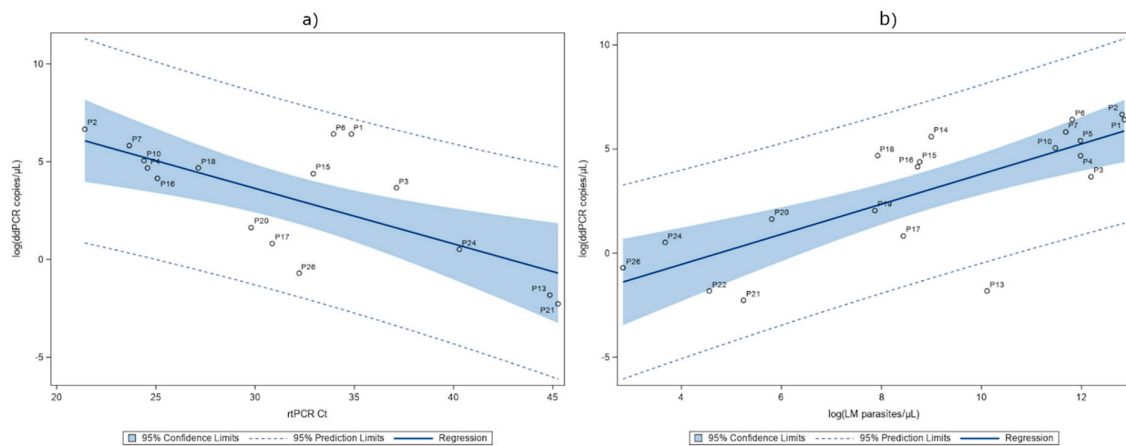 a)
log(ddPCR copies/µL)
10
5
0
-5
P2
P7
P10
P4
P16
P18
P6
P1
P15
P3
P20
P17
P26
P24
P13
P21
20
25
30
35
40
45
rtPCR Ct
95% Confidence Limits
95% Prediction Limits
Regression
b)
log(ddPCR copies/µL)
10
5
0
-5
P26
P24
P22
P21
P20
P19
P18
P16
P15
P14
P17
P13
P10
P7
P6
P5
P4
P3
P2
P1
4
6
8
10
12
log(LM parasites/µL)
95% Confidence Limits
95% Prediction Limits
Regression